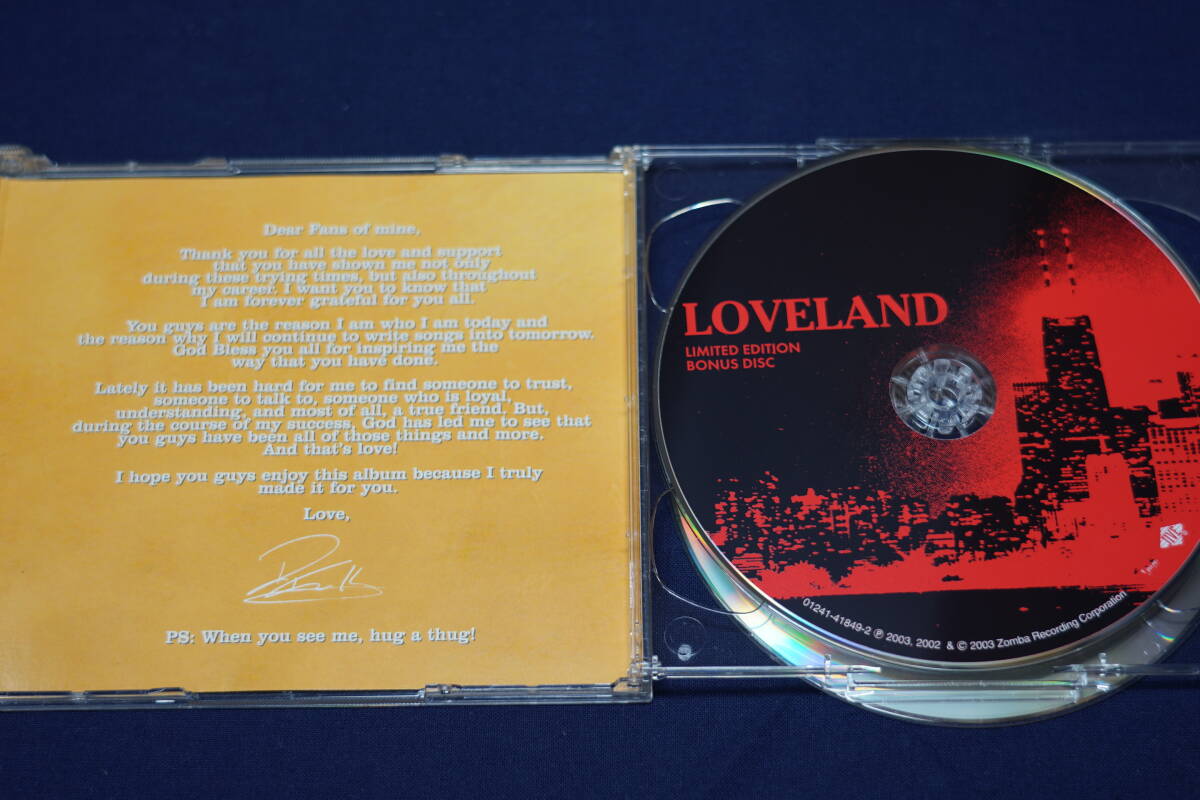 Dear Fans of mine,
Thank you for all the love and support
that you have shown me not only
during these trying times, but also throughout
my career. I want you to know that
I am forever grateful for you all.
You guys are the reason I am who I am today and
the reason why I will continue to write songs into tomorrow.
God Bless you all for inspiring me the
way that you have done.
Lately it has been hard for me to find someone to trust,
someone to talk to, someone who is loyal,
understanding, and most of all, a true friend. But,
during the course of my success, God has led me to see that
you guys have been all of those things and more.
And that's love!
I hope you guys enjoy this album because I truly
made it for you.
Love,
PS: When you see me, hug a thug!
LOVELAND
LIMITED EDITION
BONUS DISC
JIVE
01241-41849-2 ℗ 2003, 2002 & © 2003 Zomba Recording Corporation